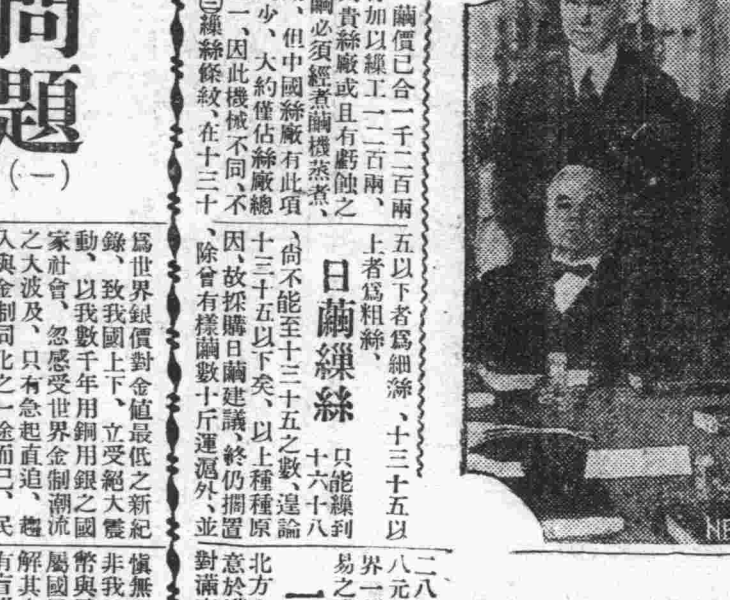 繭價已合一千二百兩
加以繅工一二百兩、
貴絲廠或且有虧蝕之
繭必須經煮繭機蒸煮、
但中國絲廠有此項
少、大約僅佔絲廠總
一、因此機械不同、不
繅絲條紋、在十三十
五以下者爲細絲、十三十五以
上者爲粗絲、
日繭繅絲
只能繅到
十六十八
、尙不能至十三十五之數、遑論
十三十五以下矣、以上種種原
因、故採購日繭建議、終仍擱置
、除曾有樣繭數十斤運滬外、並
二八
八元
界一
易之
北方
意於
對滿
問題
(一)
爲世界銀價對金値最低之新紀
錄、致我國上下、立受絕大震
動、以我數千年用銅用銀之國
家社會、忽感受世界金制潮流
之大波及、只有急起直追、趨
入與金制同化之一途而已、民
愼無
非我
幣與
屬國
解其
NE